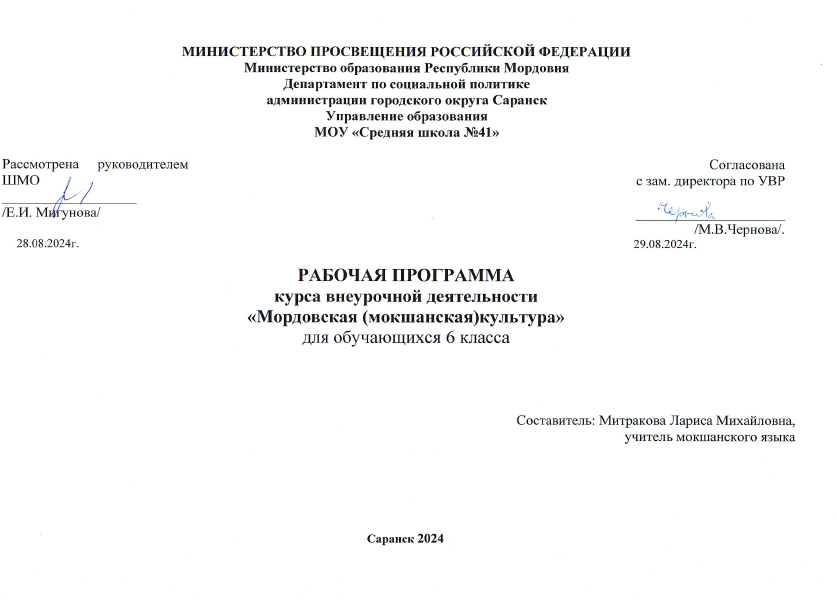 МИНИСТЕРСТВО ПРОСВЕЩЕНИЯ РОССИЙСКОЙ ФЕДЕРАЦИИ
Министерство образования Республики Мордовия
Департамент по социальной политике
администрации городского округа Саранск
Управление образования
МОУ «Средняя школа №41»
Рассмотрена руководителем
ШМО
/Е.И. Мигунова/
28.08.2024г.
Согласована
с зам. директора по УВР
Чернова
/М.В.Чернова/.
29.08.2024г.
РАБОЧАЯ ПРОГРАММА
курса внеурочной деятельности
«Мордовская (мокшанская)культура»
для обучающихся 6 класса
Составитель: Митракова Лариса Михайловна,
учитель мокшанского языка
Саранск 2024